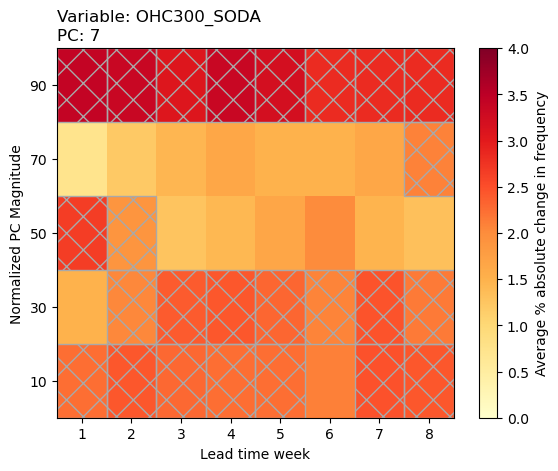 Variable: OHC300_SODA
PC: 7
Normalized PC Magnitude
90
70
50
30
10
1 2 3 4 5 6 7 8
Lead time week
4.0
3.5
3.0
2.5
2.0
1.5
1.0
0.5
0.0
Average % absolute change in frequency